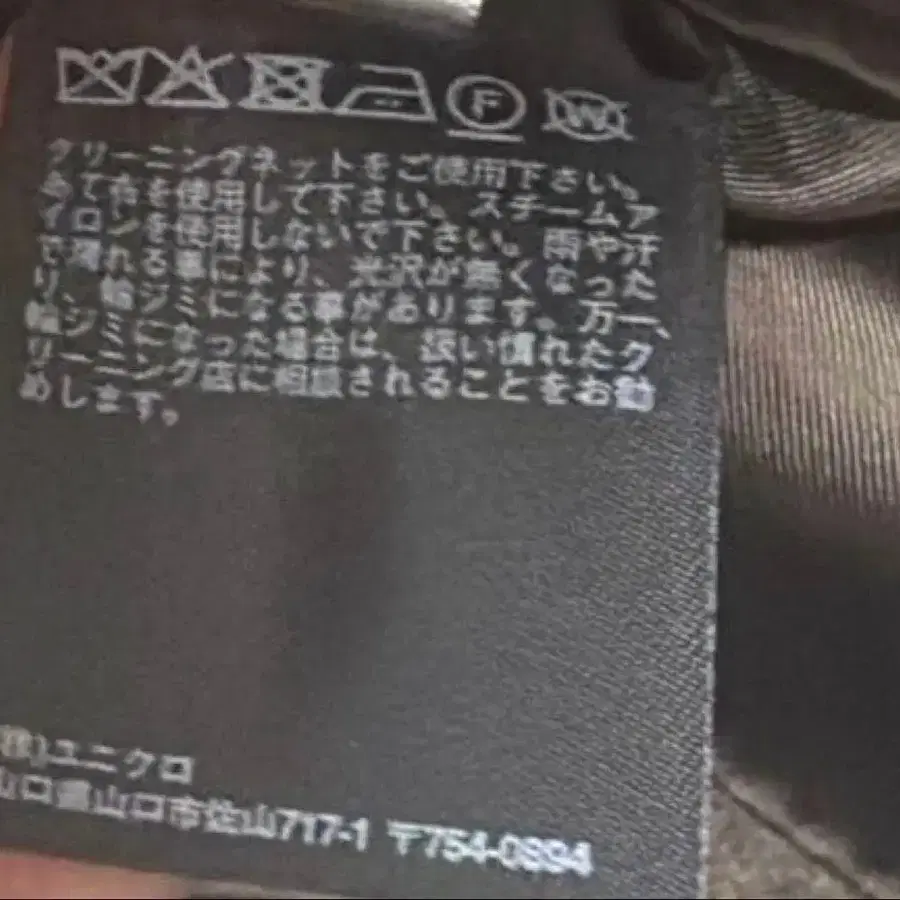 F W
クリーニングネットをご使用下さい。
あて布を使用して下さい。スチームア
イロンを使用しないで下さい。雨や汗
で濡れる事により、光沢が無くなった
り、輪ジミになる事があります。万一、
輪ジミになった場合は、扱い慣れたク
リーニング店に相談されることをお勧
めします。
(株)ユニクロ
山口県山口市佐山717-1 〒754-0894